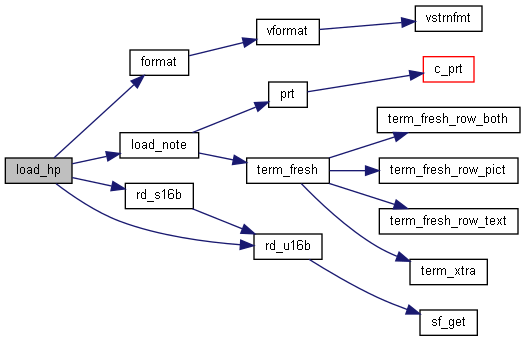 load_hp
format
vformat
vstrnfmt
load_note
prt
c_prt
term_fresh
term_fresh_row_both
term_fresh_row_pict
term_fresh_row_text
term_xtra
rd_s16b
rd_u16b
sf_get